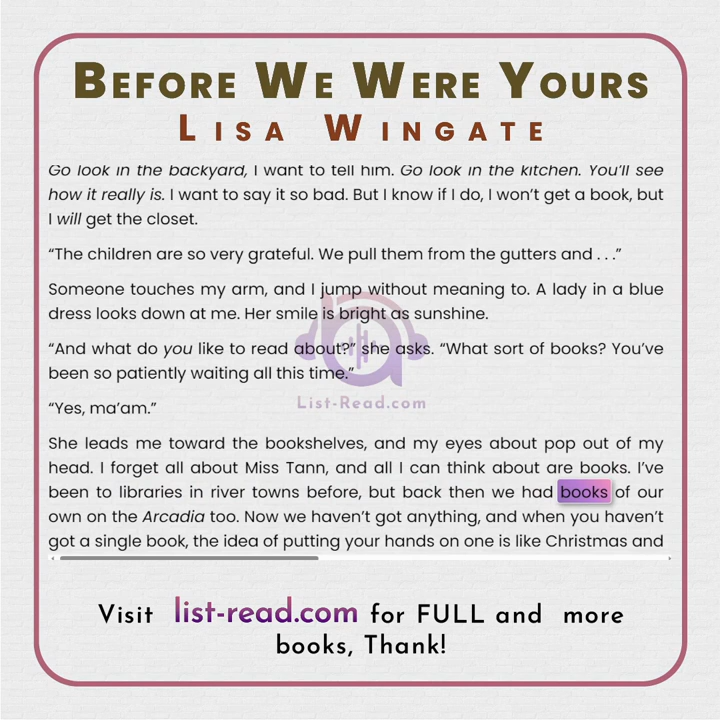 BEFORE WE WERE YOURS
LISA WINGATE
Go look in the backyard, I want to tell him. Go look in the kitchen. You’ll see
how it really is. I want to say it so bad. But I know if I do, I won’t get a book, but
I will get the closet.
“The children are so very grateful. We pull them from the gutters and . . .”
Someone touches my arm, and I jump without meaning to. A lady in a blue
dress looks down at me. Her smile is bright as sunshine.
“And what do you like to read about?” she asks. “What sort of books? You’ve
been so patiently waiting all this time.”
List-Read.com
“Yes, ma’am.”
She leads me toward the bookshelves, and my eyes about pop out of my
head. I forget all about Miss Tann, and all I can think about are books. I’ve
been to libraries in river towns before, but back then we had books of our
own on the Arcadia too. Now we haven’t got anything, and when you haven’t
got a single book, the idea of putting your hands on one is like Christmas and
Visit list-read.com for FULL and more
books, Thank!